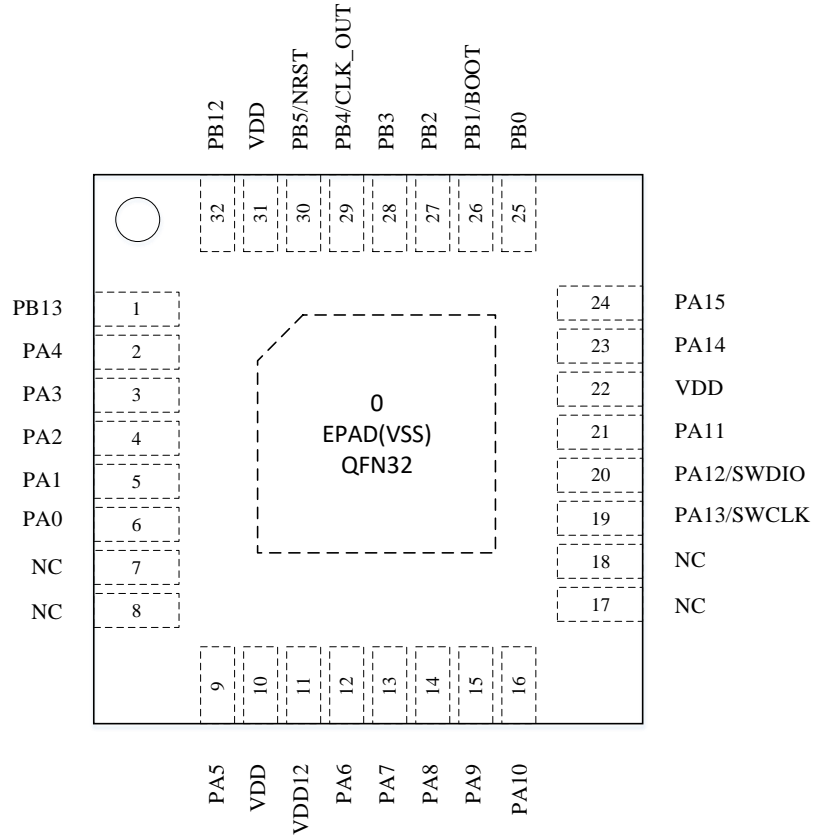 PB12
VDD
PB5/NRST
PB4/CLK_OUT
PB3
PB2
PB1/BOOT
PB0
32
31
30
29
28
27
26
25
PB13
1
PA4
2
PA3
3
PA2
4
PA1
5
PA0
6
NC
7
NC
8
0
EPAD(VSS)
QFN32
24
PA15
23
PA14
22
VDD
21
PA11
20
PA12/SWDIO
19
PA13/SWCLK
18
NC
17
NC
9
10
11
12
13
14
15
16
PA5
VDD
VDD12
PA6
PA7
PA8
PA9
PA10